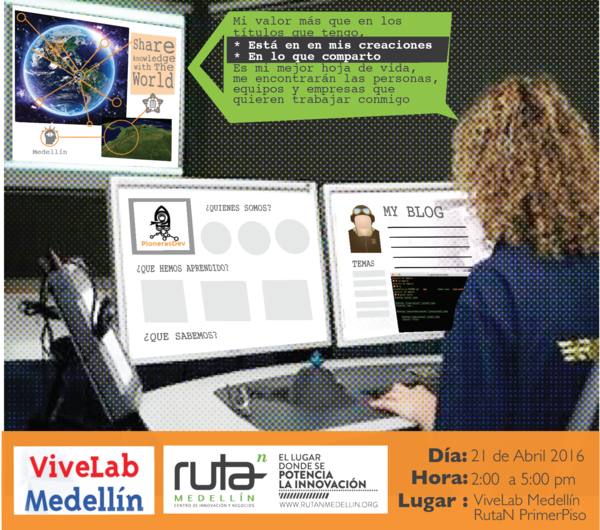 Mi valor más que en los
títulos que tengo,
* Está en en mis creaciones
* En lo que comparto
Es mi mejor hoja de vida,
me encontrarán las personas,
equipos y empresas que
quieren trabajar conmigo
Share
knowledge
with The
World
Medellín
PionerasDev
¿QUIENES SOMOS?
¿QUE HEMOS APRENDIDO?
¿QUE SABEMOS?
MY BLOG
TEMAS
ViveLab
Medellín
ruta n
MEDELLÍN
CENTRO DE INNOVACIÓN Y NEGOCIOS
EL LUGAR
DONDE SE
POTENCIA
LA INNOVACIÓN
WWW.RUTANMEDELLIN.ORG
Día: 21 de Abril 2016
Hora: 2:00 a 5:00 pm
Lugar : ViveLab Medellín
RutaN PrimerPiso